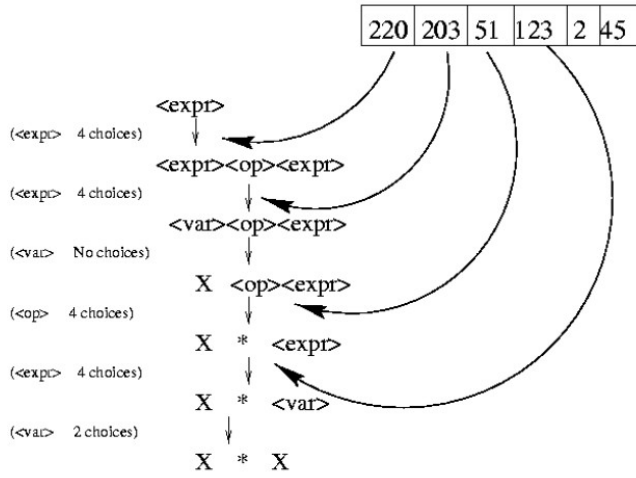 220 203 51 123 2 45
<expr>
(<expr> 4 choices)
<expr><op><expr>
(<expr> 4 choices)
<var><op><expr>
(<var> No choices)
X <op><expr>
(<op> 4 choices)
X * <expr>
(<expr> 4 choices)
X * <var>
(<var> 2 choices)
X * X